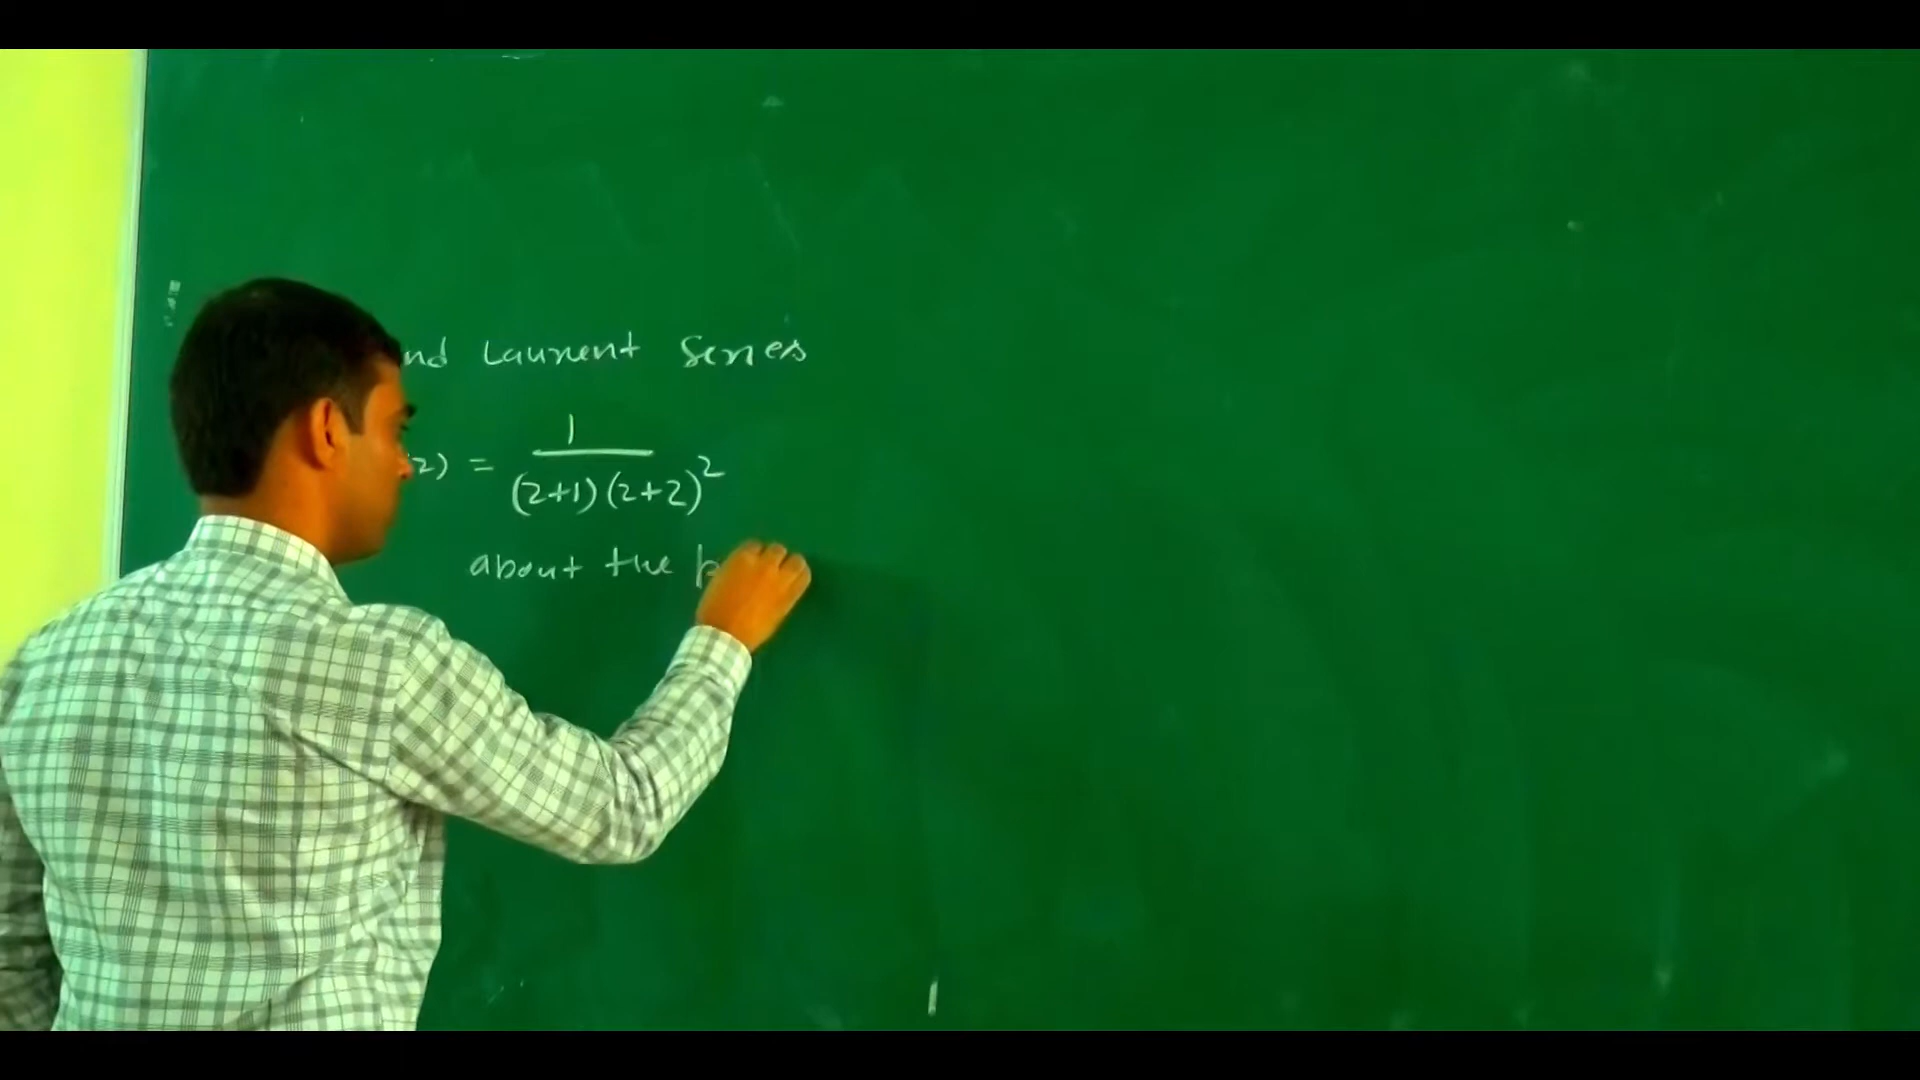 nd Laurent Series
(z) = 1 / (z+1)(z+2)²
about the